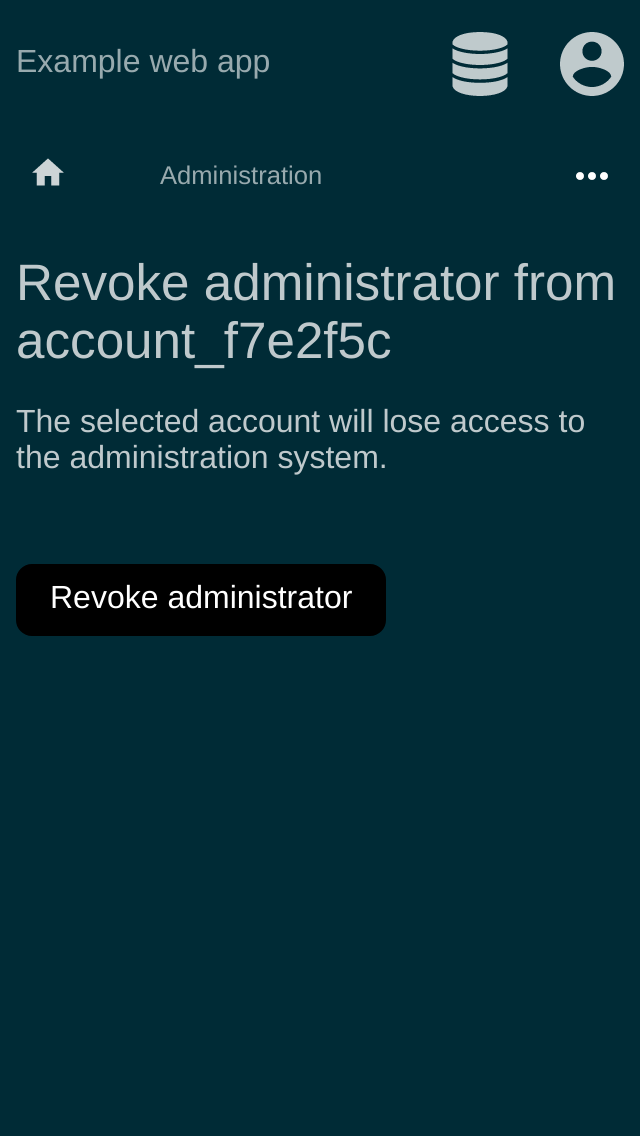 Example web app
Administration
Revoke administrator from
account_f7e2f5c
The selected account will lose access to
the administration system.
Revoke administrator